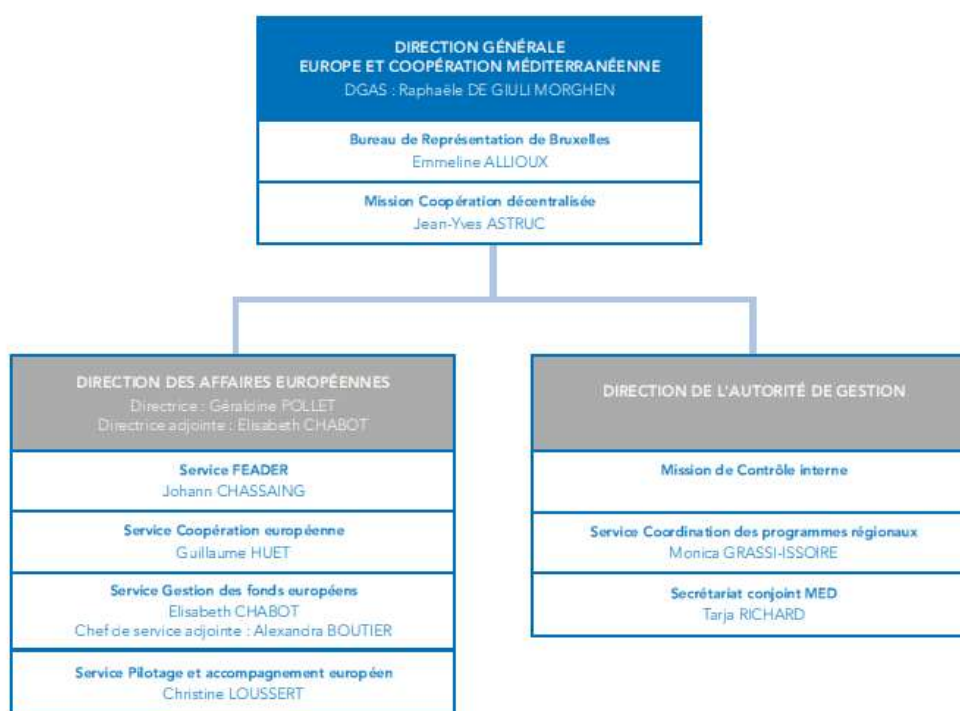 DIRECTION GÉNÉRALE
EUROPE ET COOPÉRATION MÉDITERRANÉENNE
DGAS : Raphaële DE GIULI MORGHEN
Bureau de Représentation de Bruxelles
Emmeline ALLIOUX
Mission Coopération décentralisée
Jean-Yves ASTRUC
DIRECTION DES AFFAIRES EUROPÉENNES
Directrice : Géraldine POLLET
Directrice adjointe : Elisabeth CHABOT
Service FEADER
Johann CHASSAING
Service Coopération européenne
Guillaume HUET
Service Gestion des fonds européens
Elisabeth CHABOT
Chef de service adjointe : Alexandra BOUTIER
Service Pilotage et accompagnement européen
Christine LOUSSERT
DIRECTION DE L'AUTORITÉ DE GESTION
Mission de Contrôle interne
Service Coordination des programmes régionaux
Monica GRASSI-ISSOIRE
Secrétariat conjoint MED
Tarja RICHARD